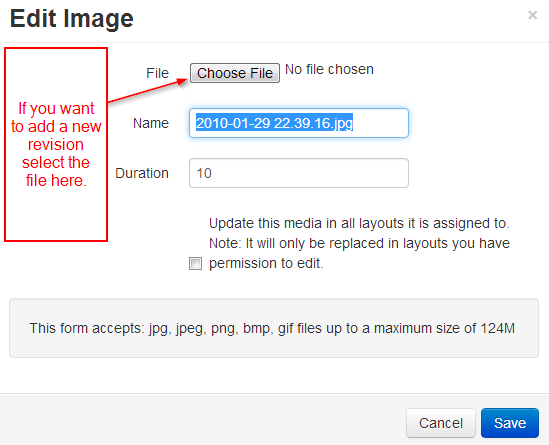 Edit Image
×
If you want
to add a new
revision
select the
file here.
File Choose File No file chosen
Name 2010-01-29 22.39.16.jpg
Duration 10
Update this media in all layouts it is assigned to.
Note: It will only be replaced in layouts you have
permission to edit.
This form accepts: jpg, jpeg, png, bmp, gif files up to a maximum size of 124M
Cancel Save